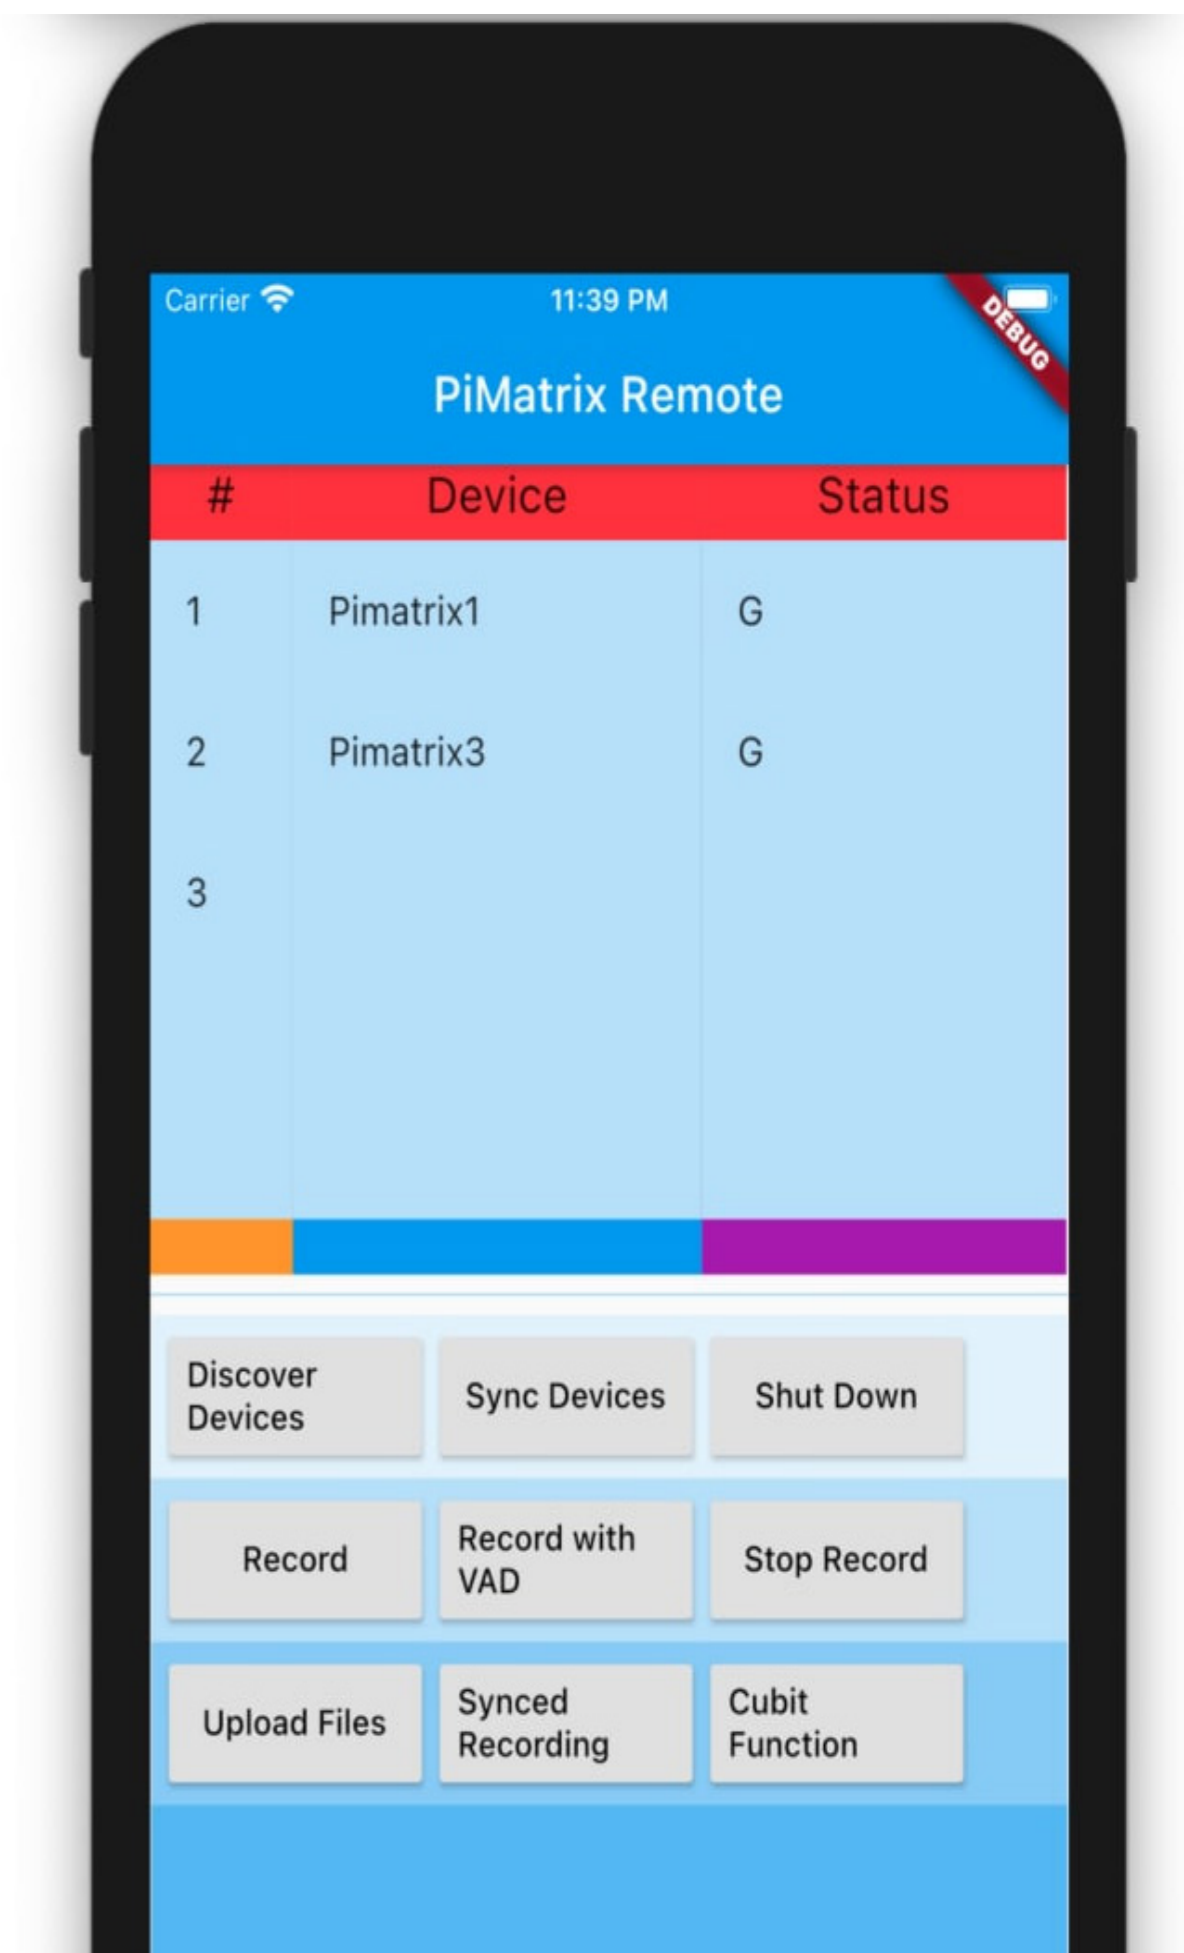 Carrier 11:39 PM
DEBUG
PiMatrix Remote
# Device Status
1 Pimatrix1 G
2 Pimatrix3 G
3
Discover
Devices
Sync Devices
Shut Down
Record
Record with
VAD
Stop Record
Upload Files
Synced
Recording
Cubit
Function